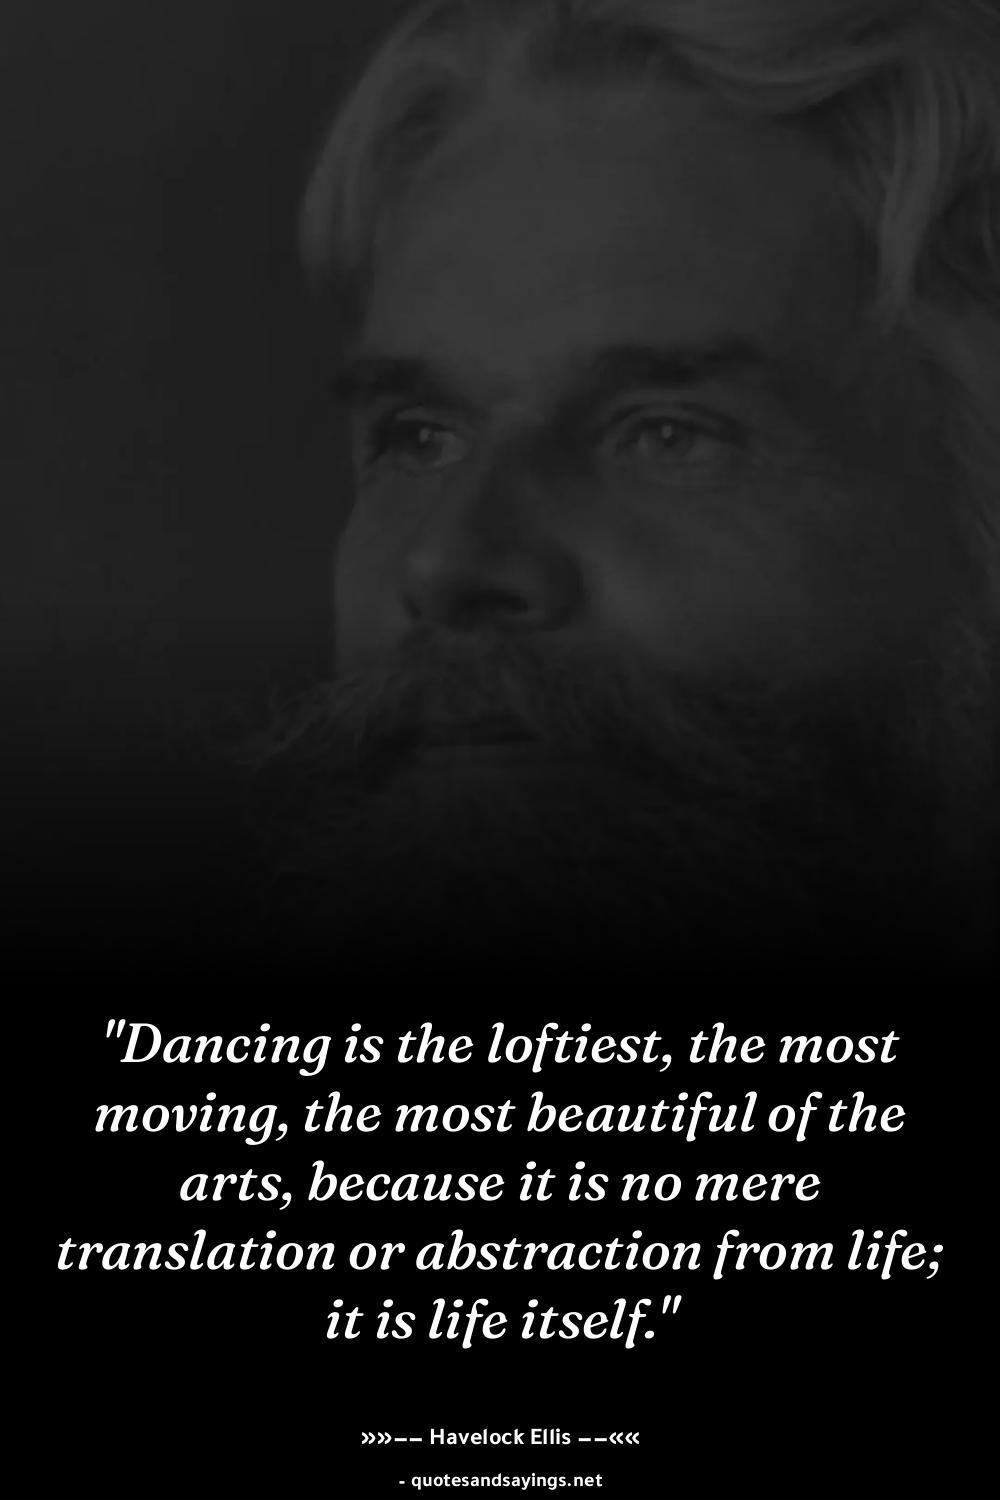 "Dancing is the loftiest, the most
moving, the most beautiful of the
arts, because it is no mere
translation or abstraction from life;
it is life itself."
»»−− Havelock Ellis −−««
- quotesandsayings.net